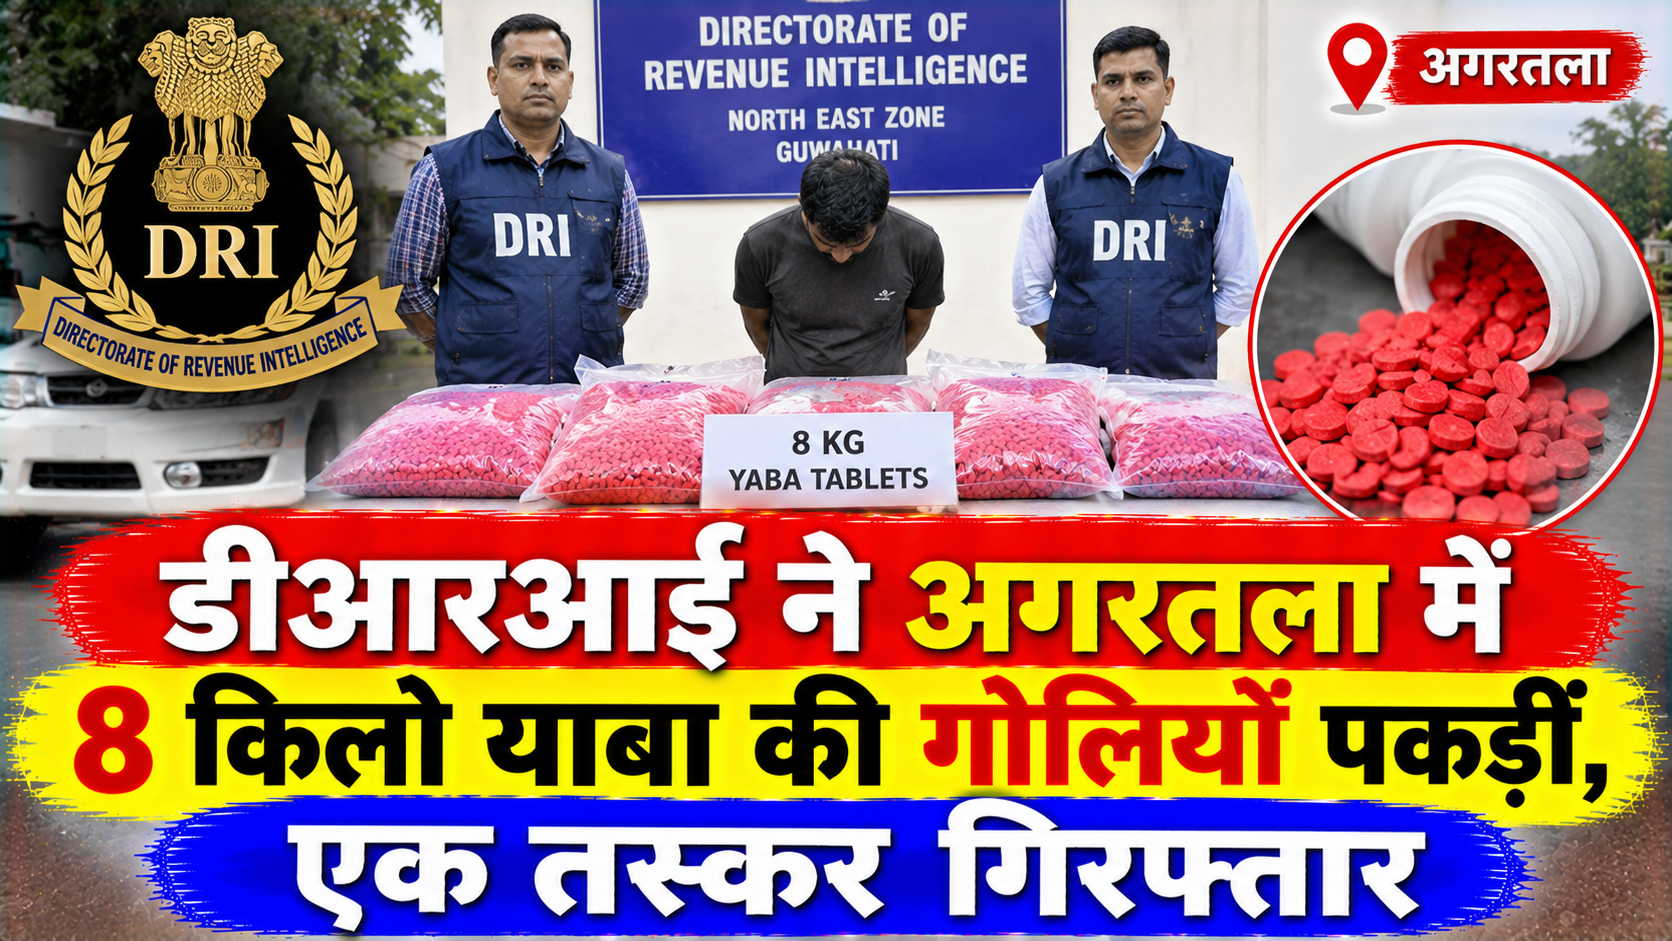 DIRECTORATE OF
REVENUE INTELLIGENCE
NORTH EAST ZONE
GUWAHATI
अगरतला
DRI
DIRECTORATE OF REVENUE INTELLIGENCE
DRI
DRI
8 KG
YABA TABLETS
डीआरआई ने अगरतला में
8 किलो याबा की गोलियों पकड़ीं,
एक तस्कर गिरफ्तार